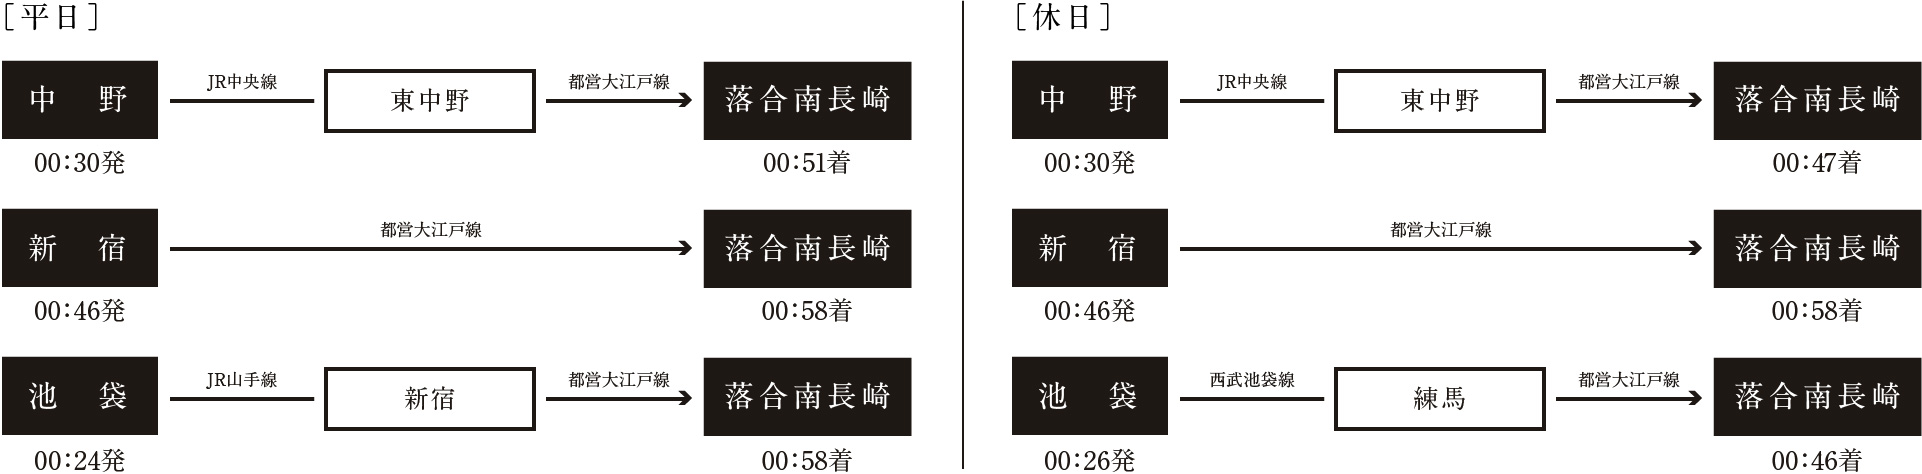 ［平日］
中野
JR中央線
東中野
都営大江戸線
落合南長崎
00:30発
00:51着
新宿
都営大江戸線
落合南長崎
00:46発
00:58着
池袋
JR山手線
新宿
都営大江戸線
落合南長崎
00:24発
00:58着
［休日］
中野
JR中央線
東中野
都営大江戸線
落合南長崎
00:30発
00:47着
新宿
都営大江戸線
落合南長崎
00:46発
00:58着
池袋
西武池袋線
練馬
都営大江戸線
落合南長崎
00:26発
00:46着